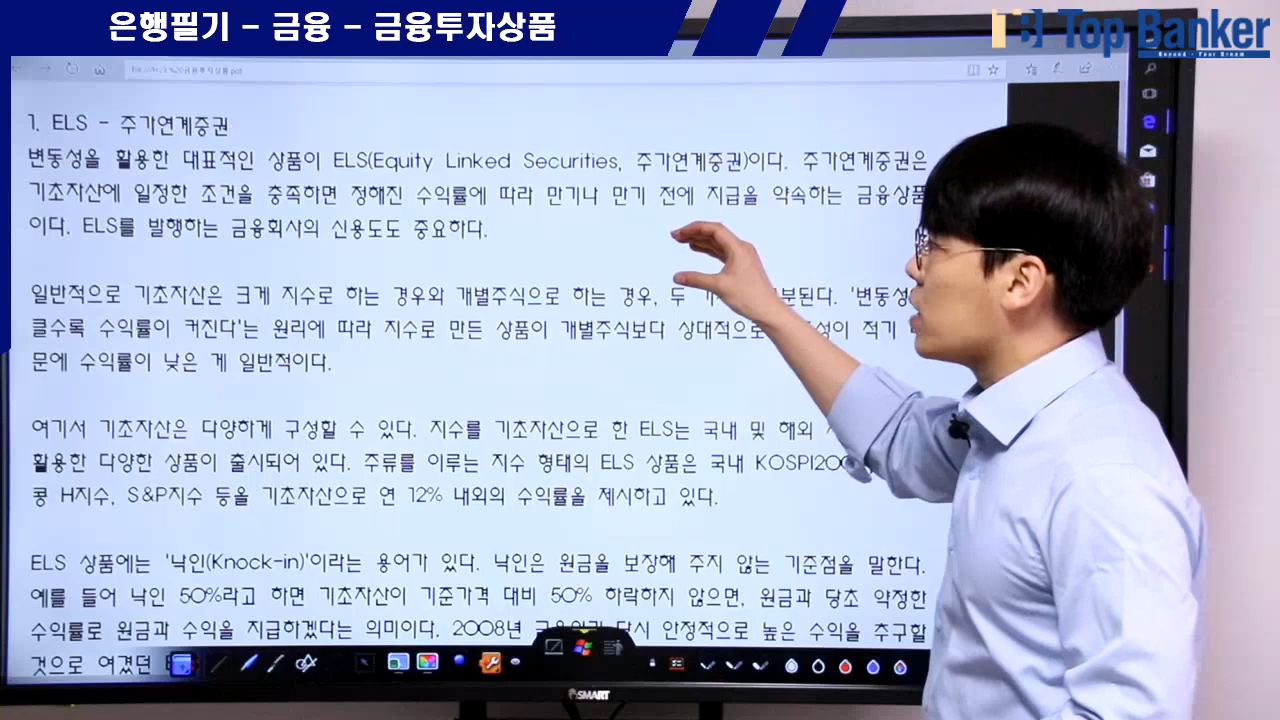 은행필기 - 금융 - 금융투자상품
Top Banker
Beyond - Your Dream
1. ELS - 주가연계증권
변동성을 활용한 대표적인 상품이 ELS(Equity Linked Securities, 주가연계증권)이다. 주가연계증권은
기초자산에 일정한 조건을 충족하면 정해진 수익률에 따라 만기나 만기 전에 지급을 약속하는 금융상품
이다. ELS를 발행하는 금융회사의 신용도도 중요하다.
일반적으로 기초자산은 크게 지수로 하는 경우와 개별주식으로 하는 경우, 두 분된다. '변동성
클수록 수익률이 커진다'는 원리에 따라 지수로 만든 상품이 개별주식보다 상대적으로 성이 적기
문에 수익률이 낮은 게 일반적이다.
여기서 기초자산은 다양하게 구성할 수 있다. 지수를 기초자산으로 한 ELS는 국내 및 해외
활용한 다양한 상품이 출시되어 있다. 주류를 이루는 지수 형태의 ELS 상품은 국내 KOSPI200
콩 H지수, S&P지수 등을 기초자산으로 연 12% 내외의 수익률을 제시하고 있다.
ELS 상품에는 '낙인(Knock-in)'이라는 용어가 있다. 낙인은 원금을 보장해 주지 않는 기준점을 말한다.
예를 들어 낙인 50%라고 하면 기초자산이 기준가격 대비 50% 하락하지 않으면, 원금과 당초 약정한
수익률로 원금과 수익을 지급하겠다는 의미이다. 2008년 당시 안정적으로 높은 수익을 추구할
것으로 여겼던
SMART